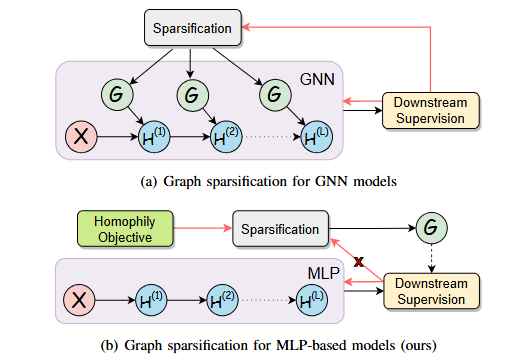 Sparsification
GNN
G G G
X H(1) H(2) H(L)
Downstream
Supervision
(a) Graph sparsification for GNN models
Homophily
Objective
Sparsification
G
x
MLP
X H(1) H(2) H(L)
Downstream
Supervision
(b) Graph sparsification for MLP-based models (ours)